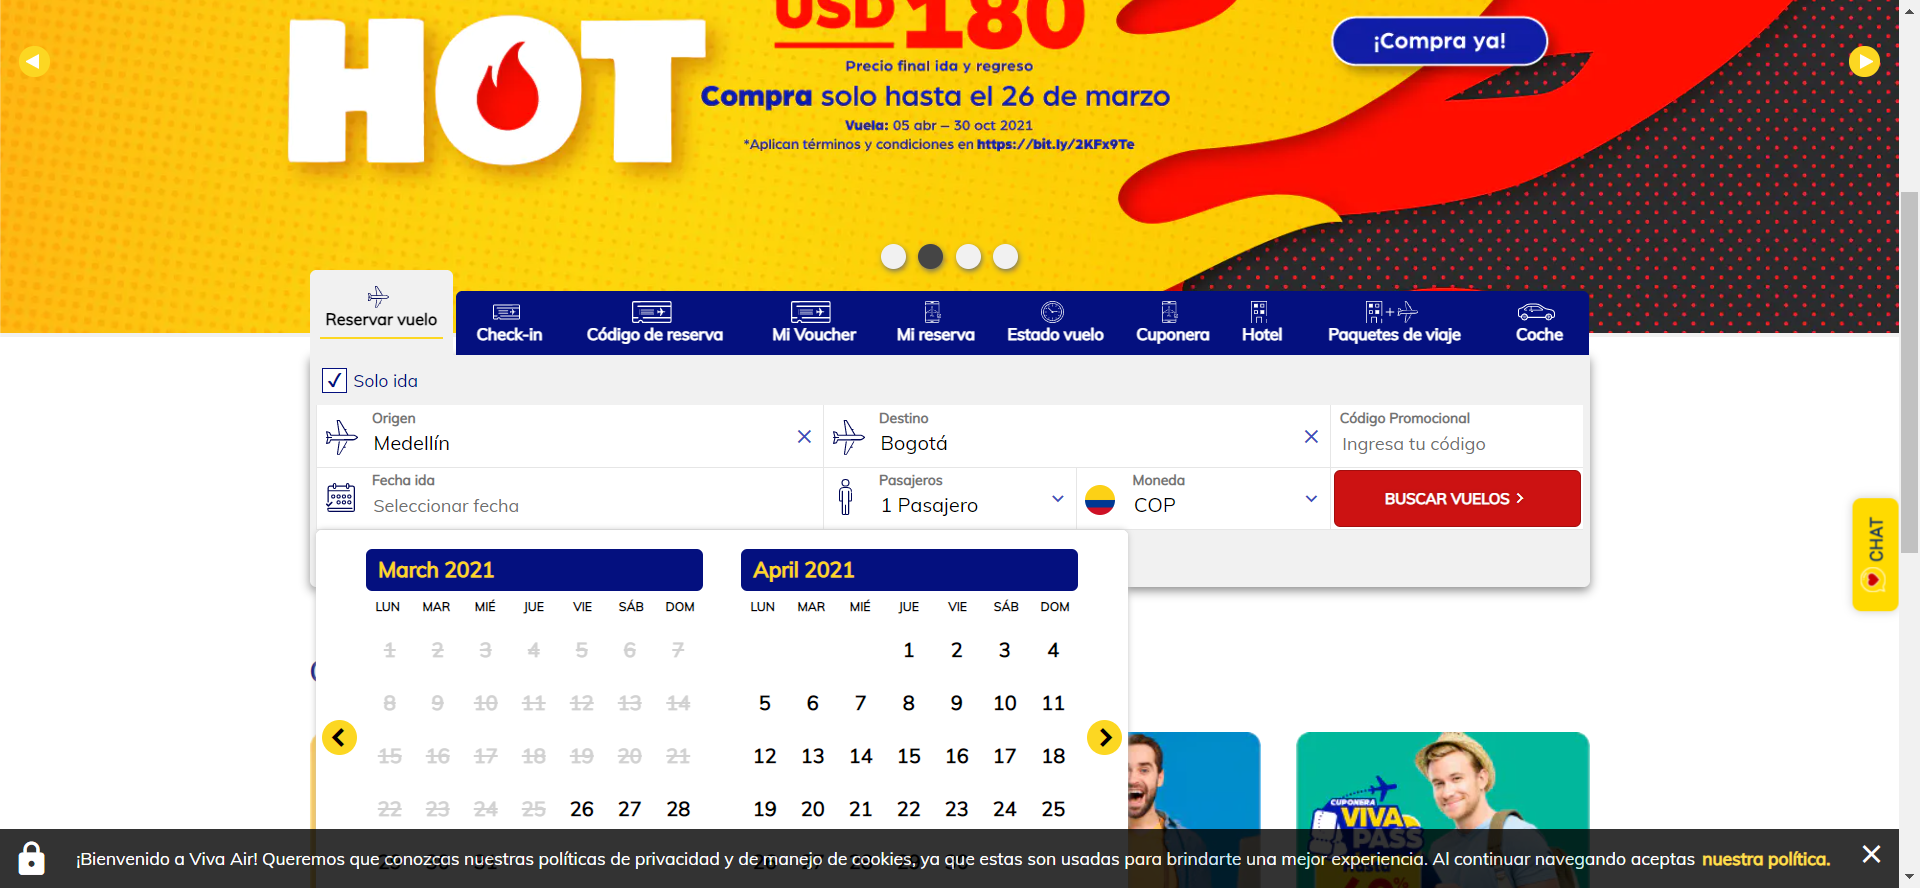 HOT
USD 180
¡Compra ya!
Precio final ida y regreso
Compra solo hasta el 26 de marzo
Vuela: 05 abr – 30 oct 2021
*Aplican términos y condiciones en https://bit.ly/2KFx9Te
Reservar vuelo
Check-in
Código de reserva
Mi Voucher
Mi reserva
Estado vuelo
Cuponera
Hotel
Paquetes de viaje
Coche
Solo ida
Origen
Medellín
Destino
Bogotá
Código Promocional
Ingresa tu código
Fecha ida
Seleccionar fecha
Pasajeros
1 Pasajero
Moneda
COP
BUSCAR VUELOS
CHAT
March 2021
LUN MAR MIÉ JUE VIE SÁB DOM
1 2 3 4 5 6 7
8 9 10 11 12 13 14
15 16 17 18 19 20 21
22 23 24 25 26 27 28
April 2021
LUN MAR MIÉ JUE VIE SÁB DOM
1 2 3 4
5 6 7 8 9 10 11
12 13 14 15 16 17 18
19 20 21 22 23 24 25
CUPONERA
VIVA
PASS
¡Bienvenido a Viva Air! Queremos que conozcas nuestras políticas de privacidad y de manejo de cookies, ya que estas son usadas para brindarte una mejor experiencia. Al continuar navegando aceptas nuestra política.